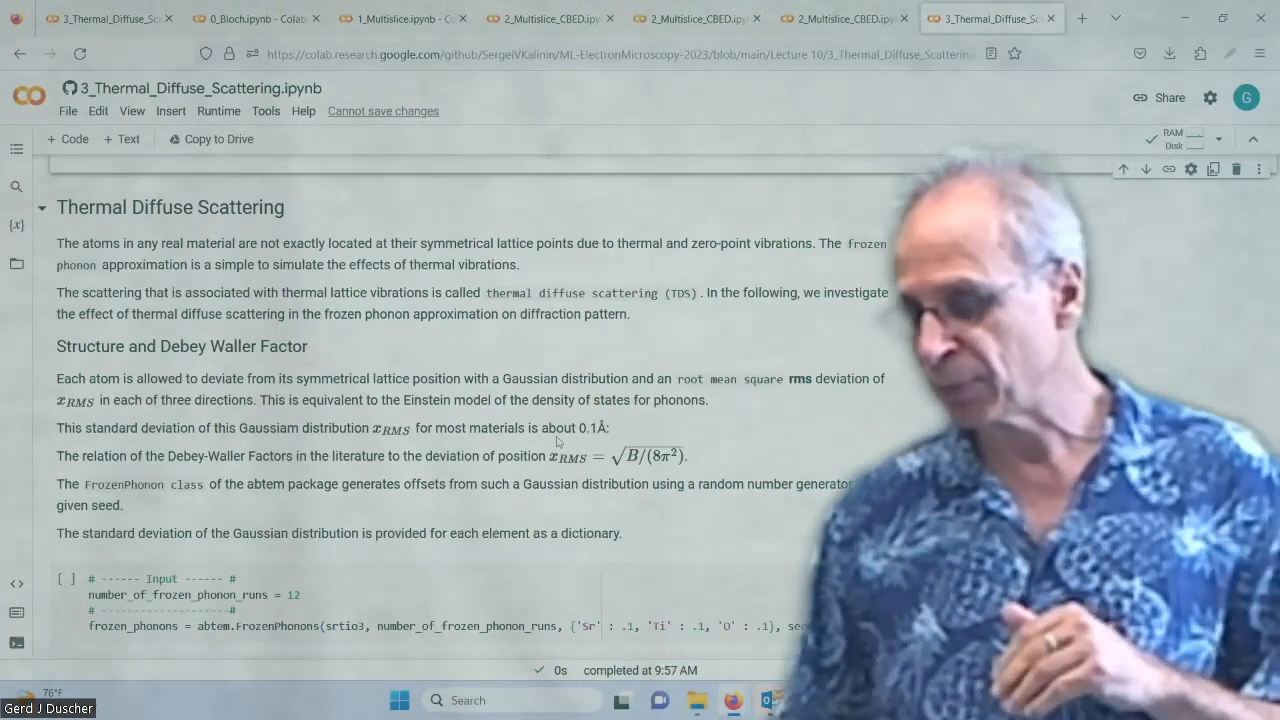 3_Thermal_Diffuse_Sc
0_Bloch.ipynb - Colab
1_Multislice.ipynb - Co
2_Multislice_CBED.ipy
2_Multislice_CBED.ipy
2_Multislice_CBED.ipy
3_Thermal_Diffuse_Sc
https://colab.research.google.com/github/SergeiVKalinin/ML-ElectronMicroscopy-2023/blob/main/Lecture 10/3_Thermal_Diffuse_Scatterin
3_Thermal_Diffuse_Scattering.ipynb
Share
G
File Edit View Insert Runtime Tools Help Cannot save changes
+ Code + Text Copy to Drive
RAM
Disk
{x}
Thermal Diffuse Scattering
The atoms in any real material are not exactly located at their symmetrical lattice points due to thermal and zero-point vibrations. The frozen
phonon approximation is a simple to simulate the effects of thermal vibrations.
The scattering that is associated with thermal lattice vibrations is called thermal diffuse scattering (TDS). In the following, we investigate
the effect of thermal diffuse scattering in the frozen phonon approximation on diffraction pattern.
Structure and Debey Waller Factor
Each atom is allowed to deviate from its symmetrical lattice position with a Gaussian distribution and an root mean square rms deviation of
x_RMS in each of three directions. This is equivalent to the Einstein model of the density of states for phonons.
This standard deviation of this Gaussiam distribution x_RMS for most materials is about 0.1Å:
The relation of the Debey-Waller Factors in the literature to the deviation of position x_RMS = √B/(8π²).
The FrozenPhonon class of the abtem package generates offsets from such a Gaussian distribution using a random number generator
given seed.
The standard deviation of the Gaussian distribution is provided for each element as a dictionary.
[ ] # ------ Input ------ #
number_of_frozen_phonon_runs = 12
# -------------------#
frozen_phonons = abtem.FrozenPhonons(srtio3, number_of_frozen_phonon_runs, {'Sr' : .1, 'Ti' : .1, 'O' : .1}, see
0s completed at 9:57 AM
76°F
Search
Gerd J Duscher